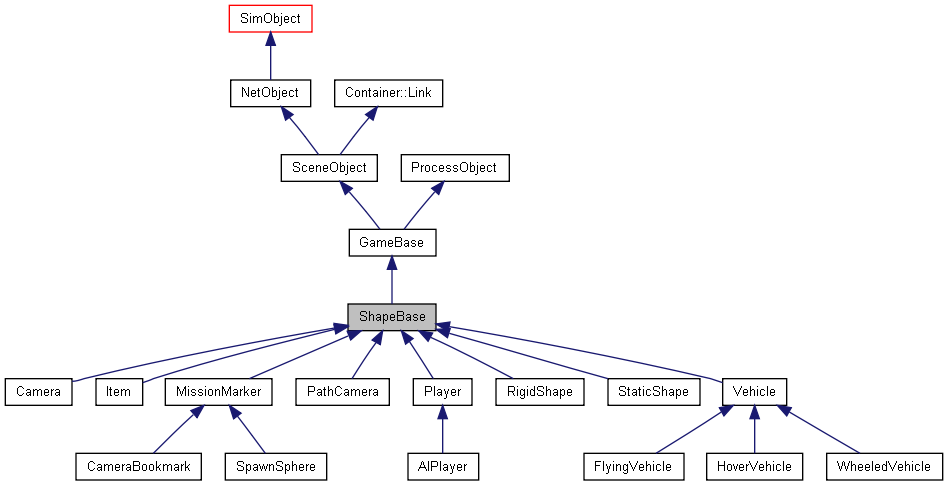 SimObject
NetObject
Container::Link
SceneObject
ProcessObject
GameBase
ShapeBase
Camera
Item
MissionMarker
PathCamera
Player
RigidShape
StaticShape
Vehicle
CameraBookmark
SpawnSphere
AIPlayer
FlyingVehicle
HoverVehicle
WheeledVehicle